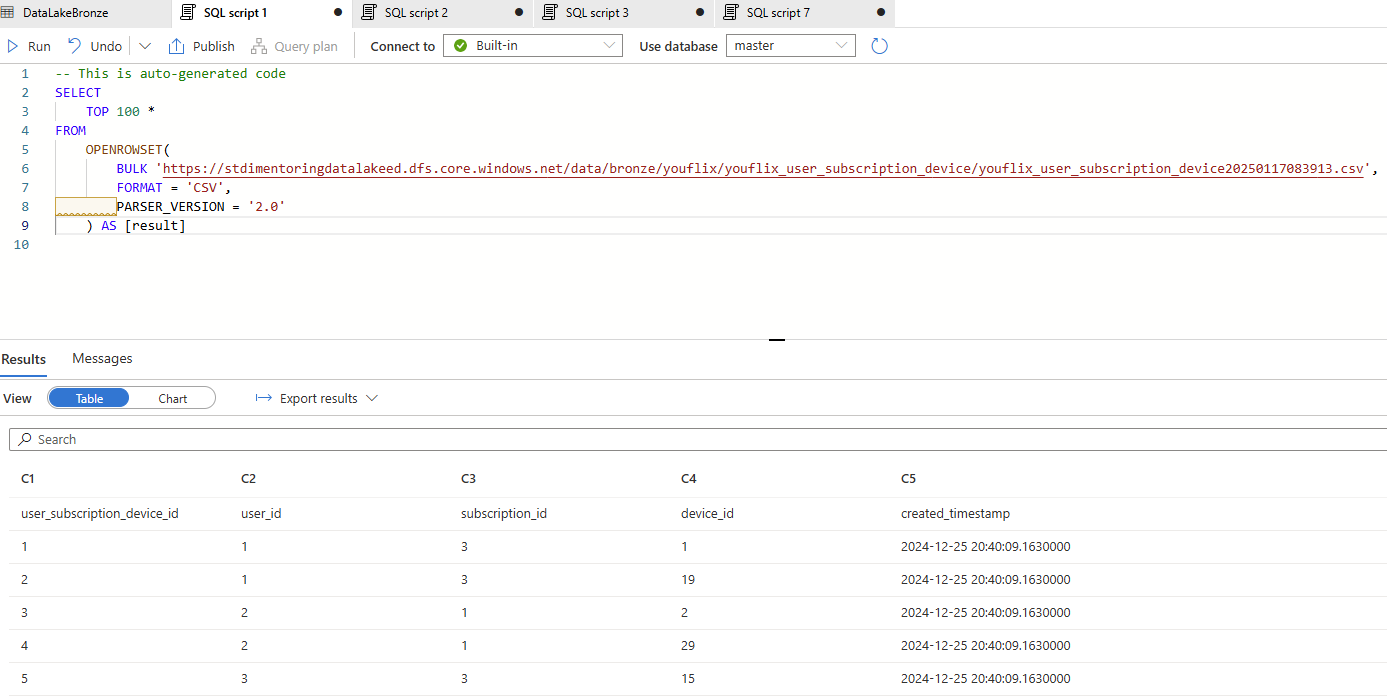 DataLakeBronze SQL script 1 SQL script 2 SQL script 3 SQL script 7
Run Undo Publish Query plan Connect to Built-in Use database master
1 -- This is auto-generated code
2 SELECT
3 TOP 100 *
4 FROM
5 OPENROWSET(
6 BULK 'https://stdimentoringdatalakeed.dfs.core.windows.net/data/bronze/youflix/youflix_user_subscription_device/youflix_user_subscription_device20250117083913.csv',
7 FORMAT = 'CSV',
8 PARSER_VERSION = '2.0'
9 ) AS [result]
10
Results Messages
View Table Chart Export results
Search
C1 C2 C3 C4 C5
user_subscription_device_id user_id subscription_id device_id created_timestamp
1 1 3 1 2024-12-25 20:40:09.1630000
2 1 3 19 2024-12-25 20:40:09.1630000
3 2 1 2 2024-12-25 20:40:09.1630000
4 2 1 29 2024-12-25 20:40:09.1630000
5 3 3 15 2024-12-25 20:40:09.1630000